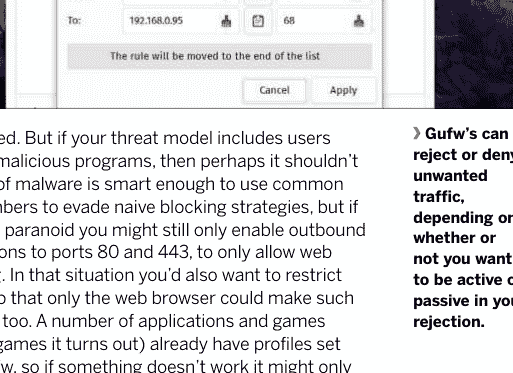 To: 192.168.0.95 68
The rule will be moved to the end of the list
Cancel Apply
ed. But if your threat model includes users
malicious programs, then perhaps it shouldn't
of malware is smart enough to use common
bers to evade naive blocking strategies, but if
paranoid you might still only enable outbound
ons to ports 80 and 443, to only allow web
. In that situation you'd also want to restrict
o that only the web browser could make such
too. A number of applications and games
games it turns out) already have profiles set
w, so if something doesn't work it might only
❯ Gufw's can
reject or deny
unwanted
traffic,
depending on
whether or
not you want
to be active o
passive in you
rejection.